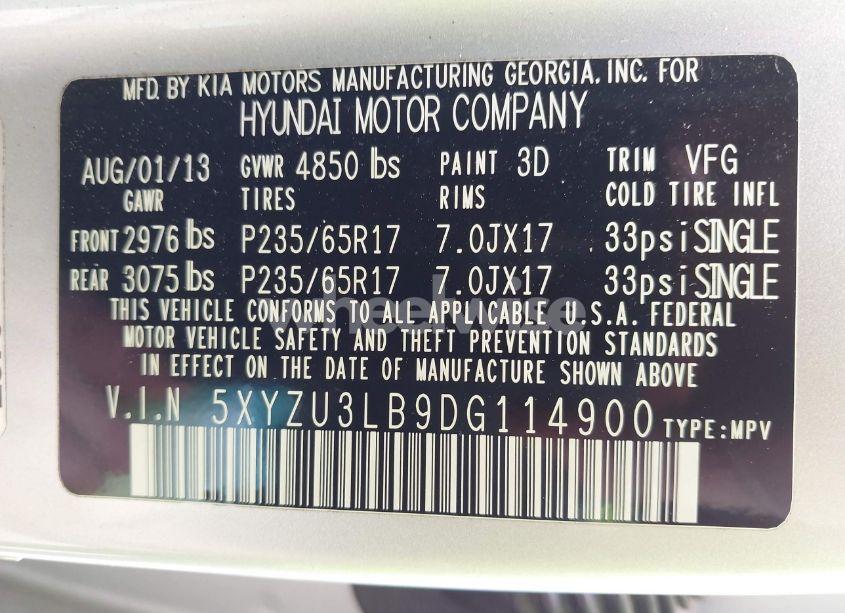 MFD. BY KIA MOTORS MANUFACTURING GEORGIA, INC. FOR
HYUNDAI MOTOR COMPANY
AUG/01/13 GVWR 4850 lbs PAINT 3D TRIM VFG
GAWR TIRES RIMS COLD TIRE INFL
FRONT 2976 lbs P235/65R17 7.0JX17 33psi SINGLE
REAR 3075 lbs P235/65R17 7.0JX17 33psi SINGLE
THIS VEHICLE CONFORMS TO ALL APPLICABLE U.S.A. FEDERAL
MOTOR VEHICLE SAFETY AND THEFT PREVENTION STANDARDS
IN EFFECT ON THE DATE OF MANUFACTURE SHOWN ABOVE
V.I.N 5XYZU3LB9DG114900 TYPE:MPV